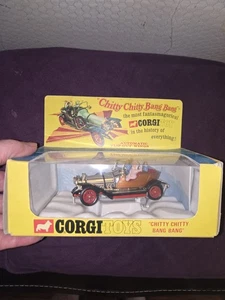 "Chitty Chitty Bang Bang"
the most fantasmagorical
CORGI
in the history of
everything!
CORGI TOYS
"CHITTY CHITTY
BANG BANG"